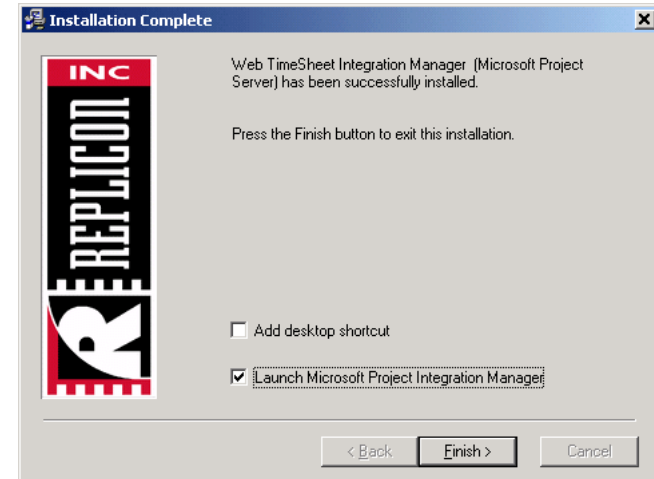 Installation Complete
INC
REPLICON
R
Web TimeSheet Integration Manager (Microsoft Project
Server) has been successfully installed.
Press the Finish button to exit this installation.
Add desktop shortcut
Launch Microsoft Project Integration Manager
< Back
Finish >
Cancel